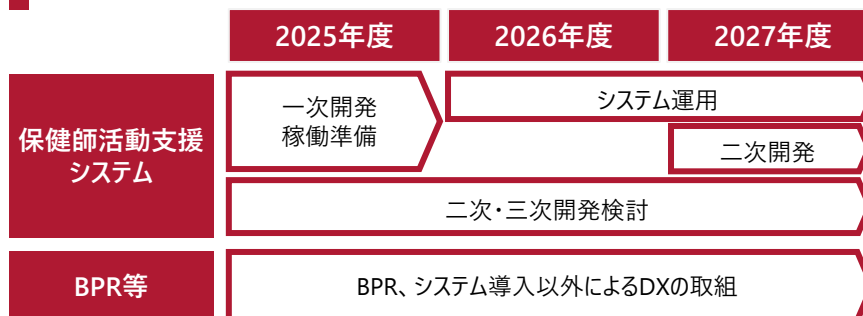 2025年度
2026年度
2027年度
保健師活動支援
システム
一次開発
稼働準備
システム運用
二次開発
二次・三次開発検討
BPR等
BPR、システム導入以外によるDXの取組